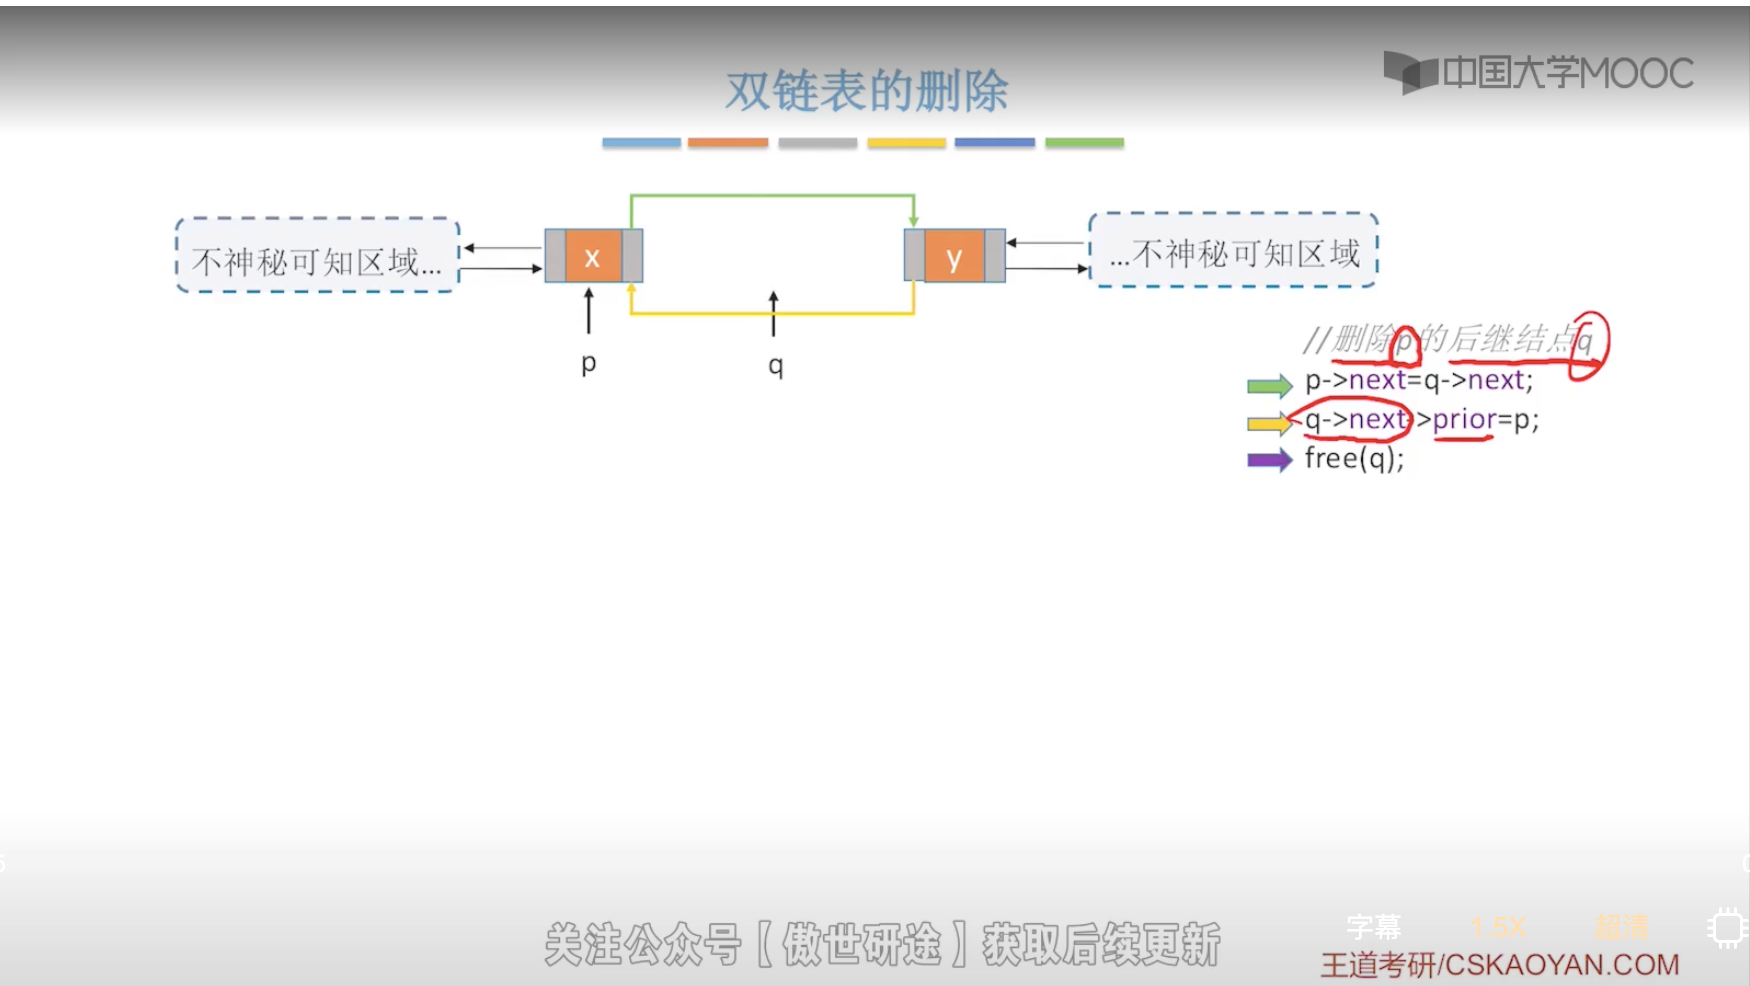 双链表的删除
中国大学MOOC
不神秘可知区域...
x
y
...不神秘可知区域
p
q
//删除p的后继结点q
p->next=q->next;
q->next->prior=p;
free(q);
字幕
1.5X
超清
关注公众号【傲世研途】获取后续更新
王道考研/CSKAOYAN.COM